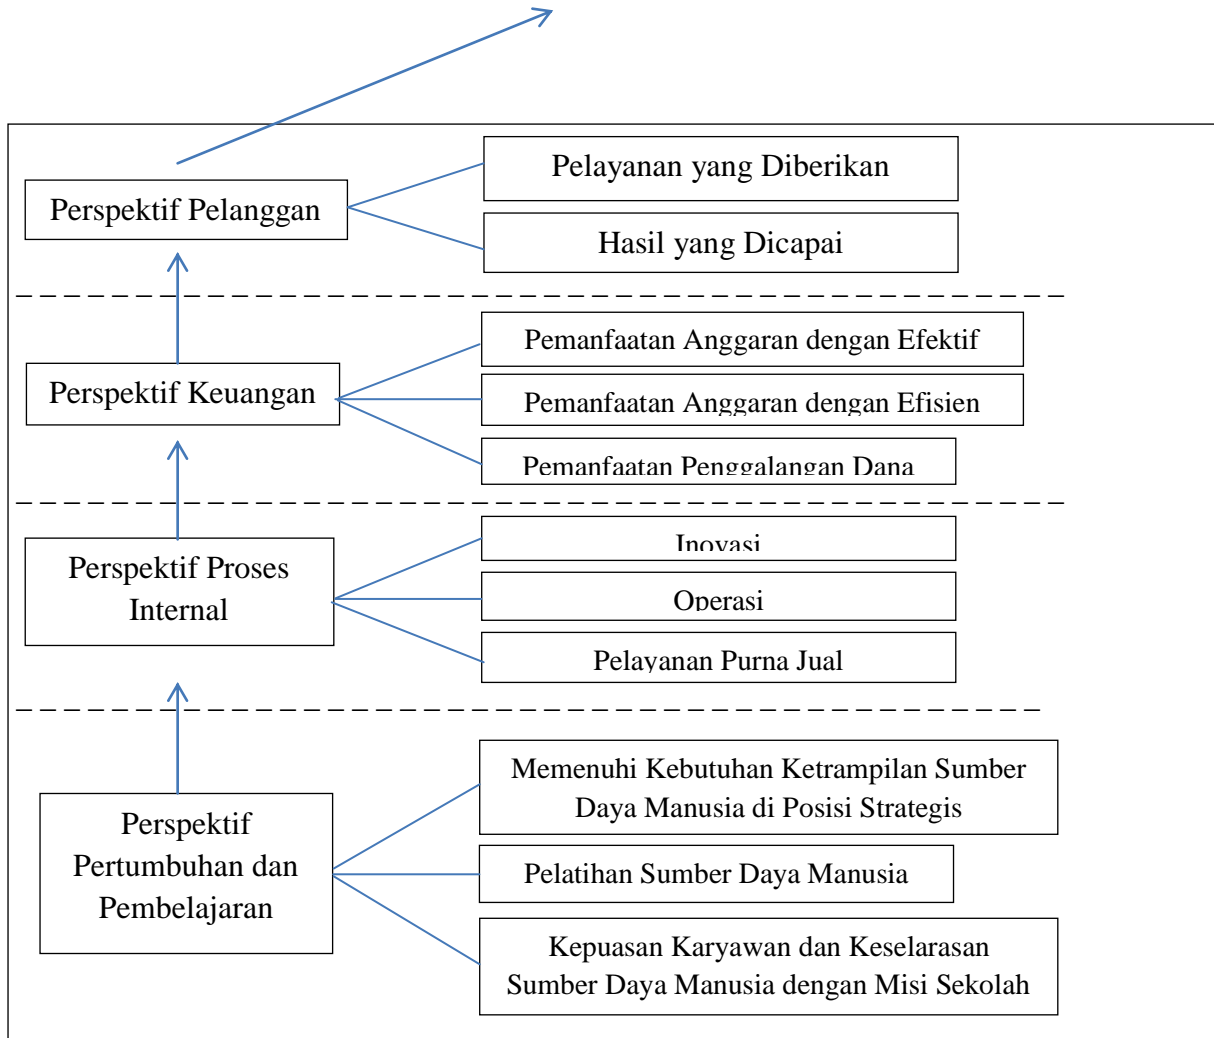 Pelayanan yang Diberikan
Perspektif Pelanggan
Hasil yang Dicapai
Pemanfaatan Anggaran dengan Efektif
Perspektif Keuangan
Pemanfaatan Anggaran dengan Efisien
Pemanfaatan Penggalangan Dana
Inovasi
Perspektif Proses
Internal
Operasi
Pelayanan Purna Jual
Memenuhi Kebutuhan Ketrampilan Sumber
Daya Manusia di Posisi Strategis
Perspektif
Pertumbuhan dan
Pembelajaran
Pelatihan Sumber Daya Manusia
Kepuasan Karyawan dan Keselarasan
Sumber Daya Manusia dengan Misi Sekolah